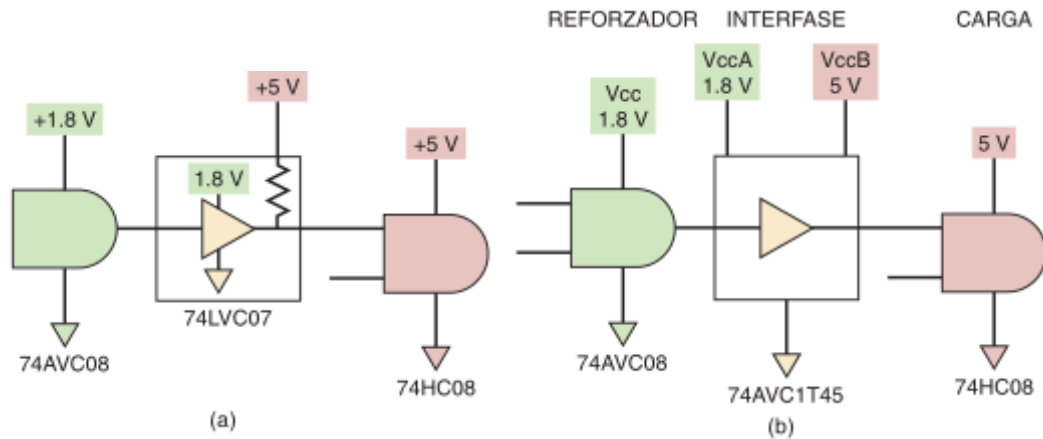 +1.8 V
+5 V
1.8 V
+5 V
74LVC07
74AVC08
74HC08
(a)
REFORZADOR
INTERFASE
CARGA
Vcc
1.8 V
VccA
1.8 V
VccB
5 V
5 V
74AVC08
74AVC1T45
74HC08
(b)